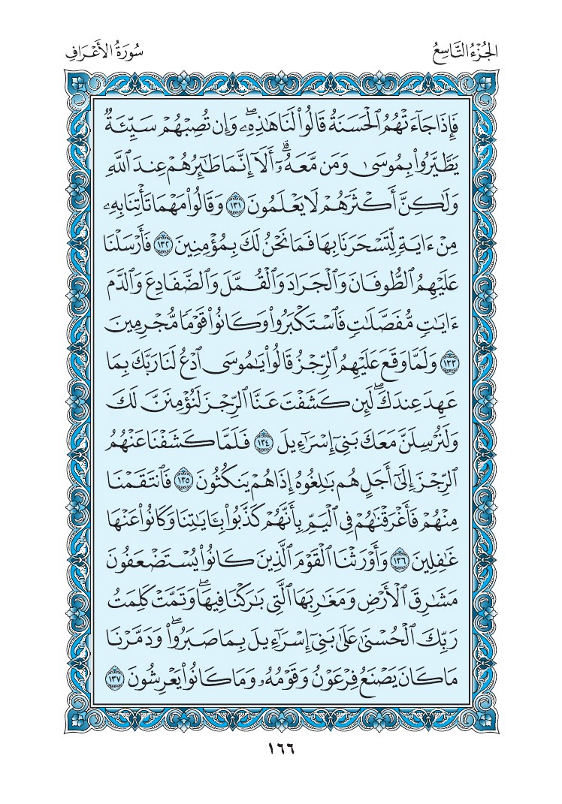 الجُزْءُ التَّاسِعُ
سُورَةُ الأَعْرَافِ
فَإِذَا جَآءَتْهُمُ ٱلْحَسَنَةُ قَالُوا۟ لَنَا هَٰذِهِۦۖ وَإِن تُصِبْهُمْ سَيِّئَةٌ
يَطَّيَّرُوا۟ بِمُوسَىٰ وَمَن مَّعَهُۥٓۗ أَلَآ إِنَّمَا طَٰٓئِرُهُمْ عِندَ ٱللَّهِ
وَلَٰكِنَّ أَكْثَرَهُمْ لَا يَعْلَمُونَ ١٣١ وَقَالُوا۟ مَهْمَا تَأْتِنَا بِهِۦ
مِنْ ءَايَةٍ لِّتَسْحَرَنَا بِهَا فَمَا نَحْنُ لَكَ بِمُؤْمِنِينَ ١٣٢ فَأَرْسَلْنَا
عَلَيْهِمُ ٱلطُّوفَانَ وَٱلْجَرَادَ وَٱلْقُمَّلَ وَٱلضَّفَادِعَ وَٱلدَّمَ
ءَايَٰتٍ مُّفَصَّلَٰتٍ فَٱسْتَكْبَرُوا۟ وَكَانُوا۟ قَوْمًا مُّجْرِمِينَ
١٣٣ وَلَمَّا وَقَعَ عَلَيْهِمُ ٱلرِّجْزُ قَالُوا۟ يَٰمُوسَى ٱدْعُ لَنَا رَبَّكَ بِمَا
عَهِدَ عِندَكَۖ لَئِن كَشَفْتَ عَنَّا ٱلرِّجْزَ لَنُؤْمِنَنَّ لَكَ
وَلَنُرْسِلَنَّ مَعَكَ بَنِىٓ إِسْرَٰٓءِيلَ ١٣٤ فَلَمَّا كَشَفْنَا عَنْهُمُ
ٱلرِّجْزَ إِلَىٰٓ أَجَلٍ هُم بَٰلِغُوهُ إِذَا هُمْ يَنكُثُونَ ١٣٥ فَٱنتَقَمْنَا
مِنْهُمْ فَأَغْرَقْنَٰهُمْ فِى ٱلْيَمِّ بِأَنَّهُمْ كَذَّبُوا۟ بِـَٔايَٰتِنَا وَكَانُوا۟ عَنْهَا
غَٰفِلِينَ ١٣٦ وَأَوْرَثْنَا ٱلْقَوْمَ ٱلَّذِينَ كَانُوا۟ يُسْتَضْعَفُونَ
مَشَٰرِقَ ٱلْأَرْضِ وَمَغَٰرِبَهَا ٱلَّتِى بَٰرَكْنَا فِيهَاۖ وَتَمَّتْ كَلِمَتُ
رَبِّكَ ٱلْحُسْنَىٰ عَلَىٰ بَنِىٓ إِسْرَٰٓءِيلَ بِمَا صَبَرُوا۟ۖ وَدَمَّرْنَا
مَا كَانَ يَصْنَعُ فِرْعَوْنُ وَقَوْمُهُۥ وَمَا كَانُوا۟ يَعْرِشُونَ ١٣٧
١٦٦